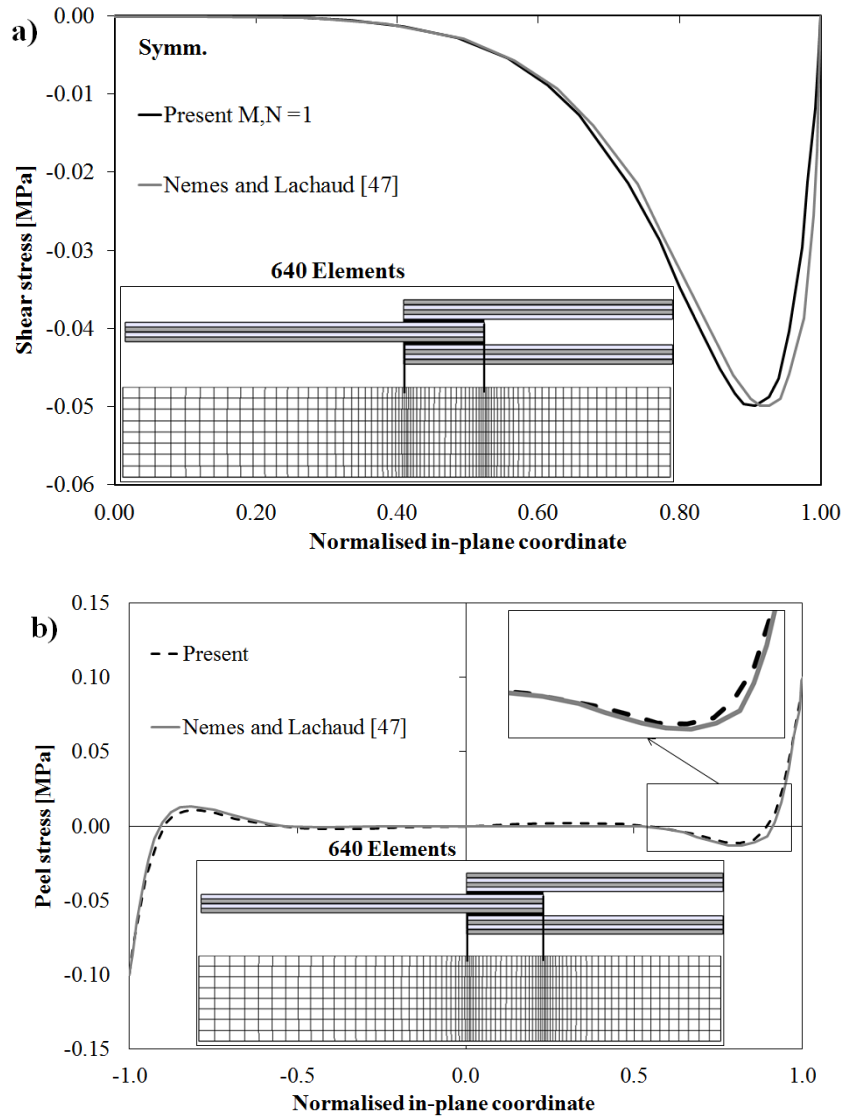 a)
0.00
-0.01
-0.02
-0.03
-0.04
-0.05
-0.06
Shear stress [MPa]
Symm.
Present M,N =1
Nemes and Lachaud [47]
640 Elements
0.00 0.20 0.40 0.60 0.80 1.00
Normalised in-plane coordinate
b)
0.15
0.10
0.05
0.00
-0.05
-0.10
-0.15
Peel stress [MPa]
Present
Nemes and Lachaud [47]
640 Elements
-1.0 -0.5 0.0 0.5 1.0
Normalised in-plane coordinate